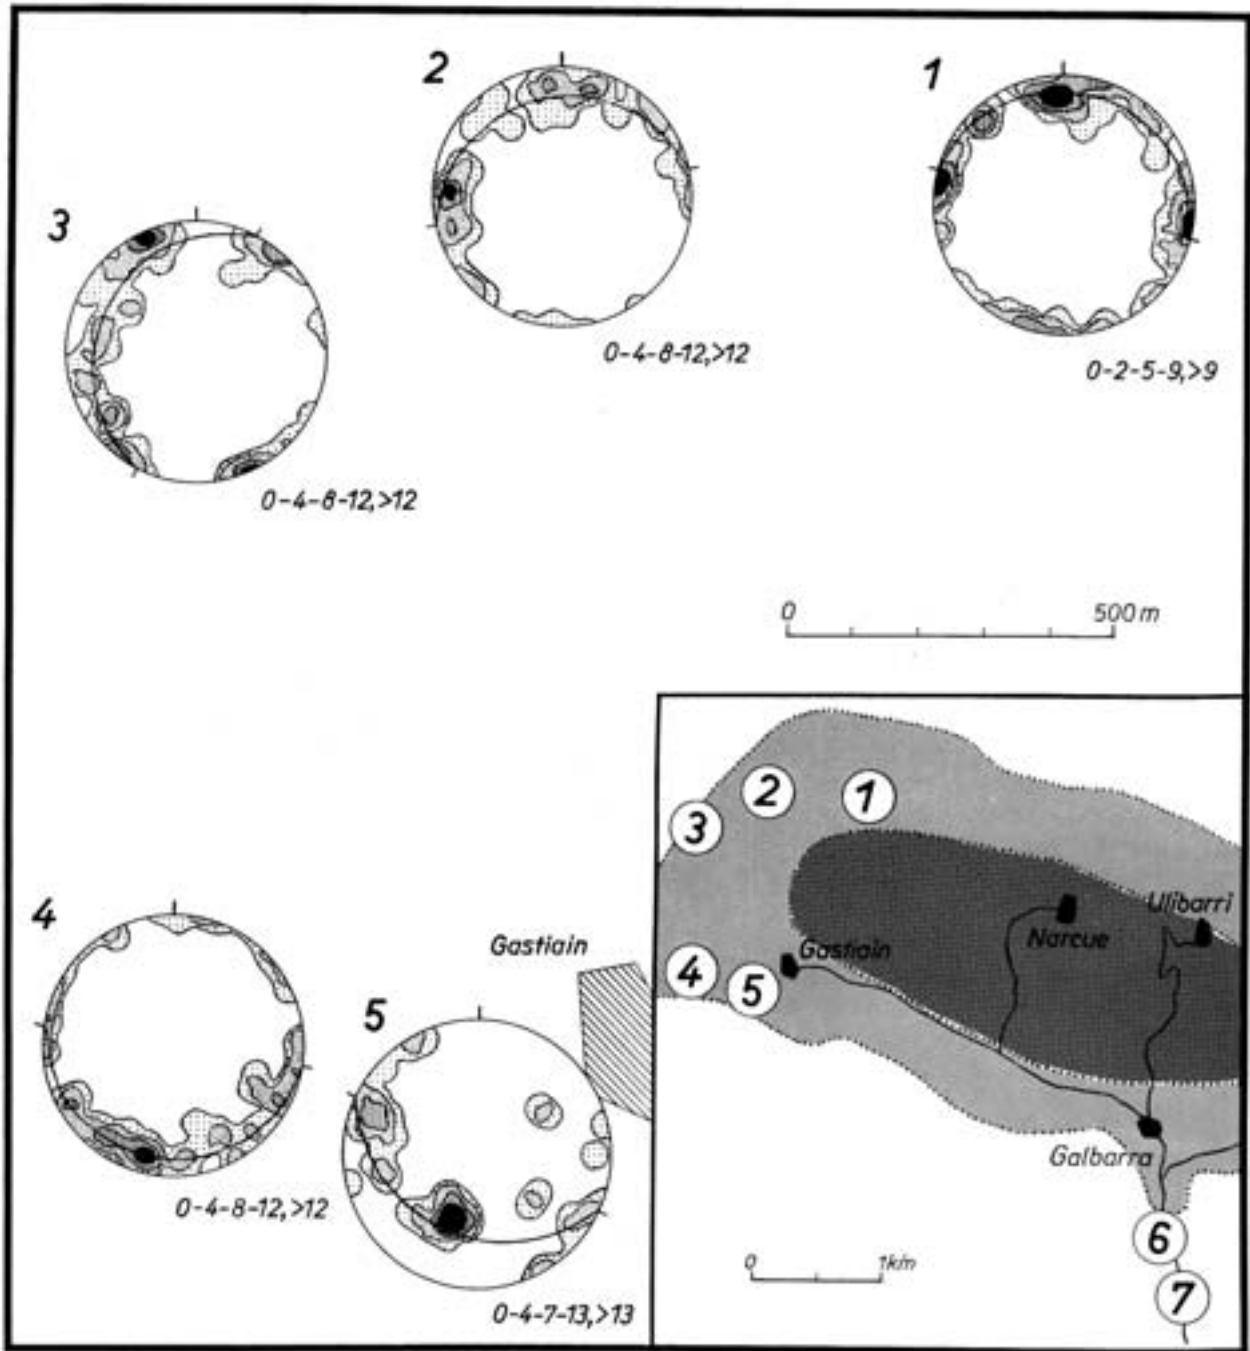 2
1
3
0-4-8-12,>12
0-2-5-9,>9
0-4-8-12,>12
0 500 m
2 1
3
4
Ulibarri
Narcue
Gastiain
Gastiain
4
5
5
Galbarra
0-4-8-12,>12
6
0 1km
7
0-4-7-13,>13